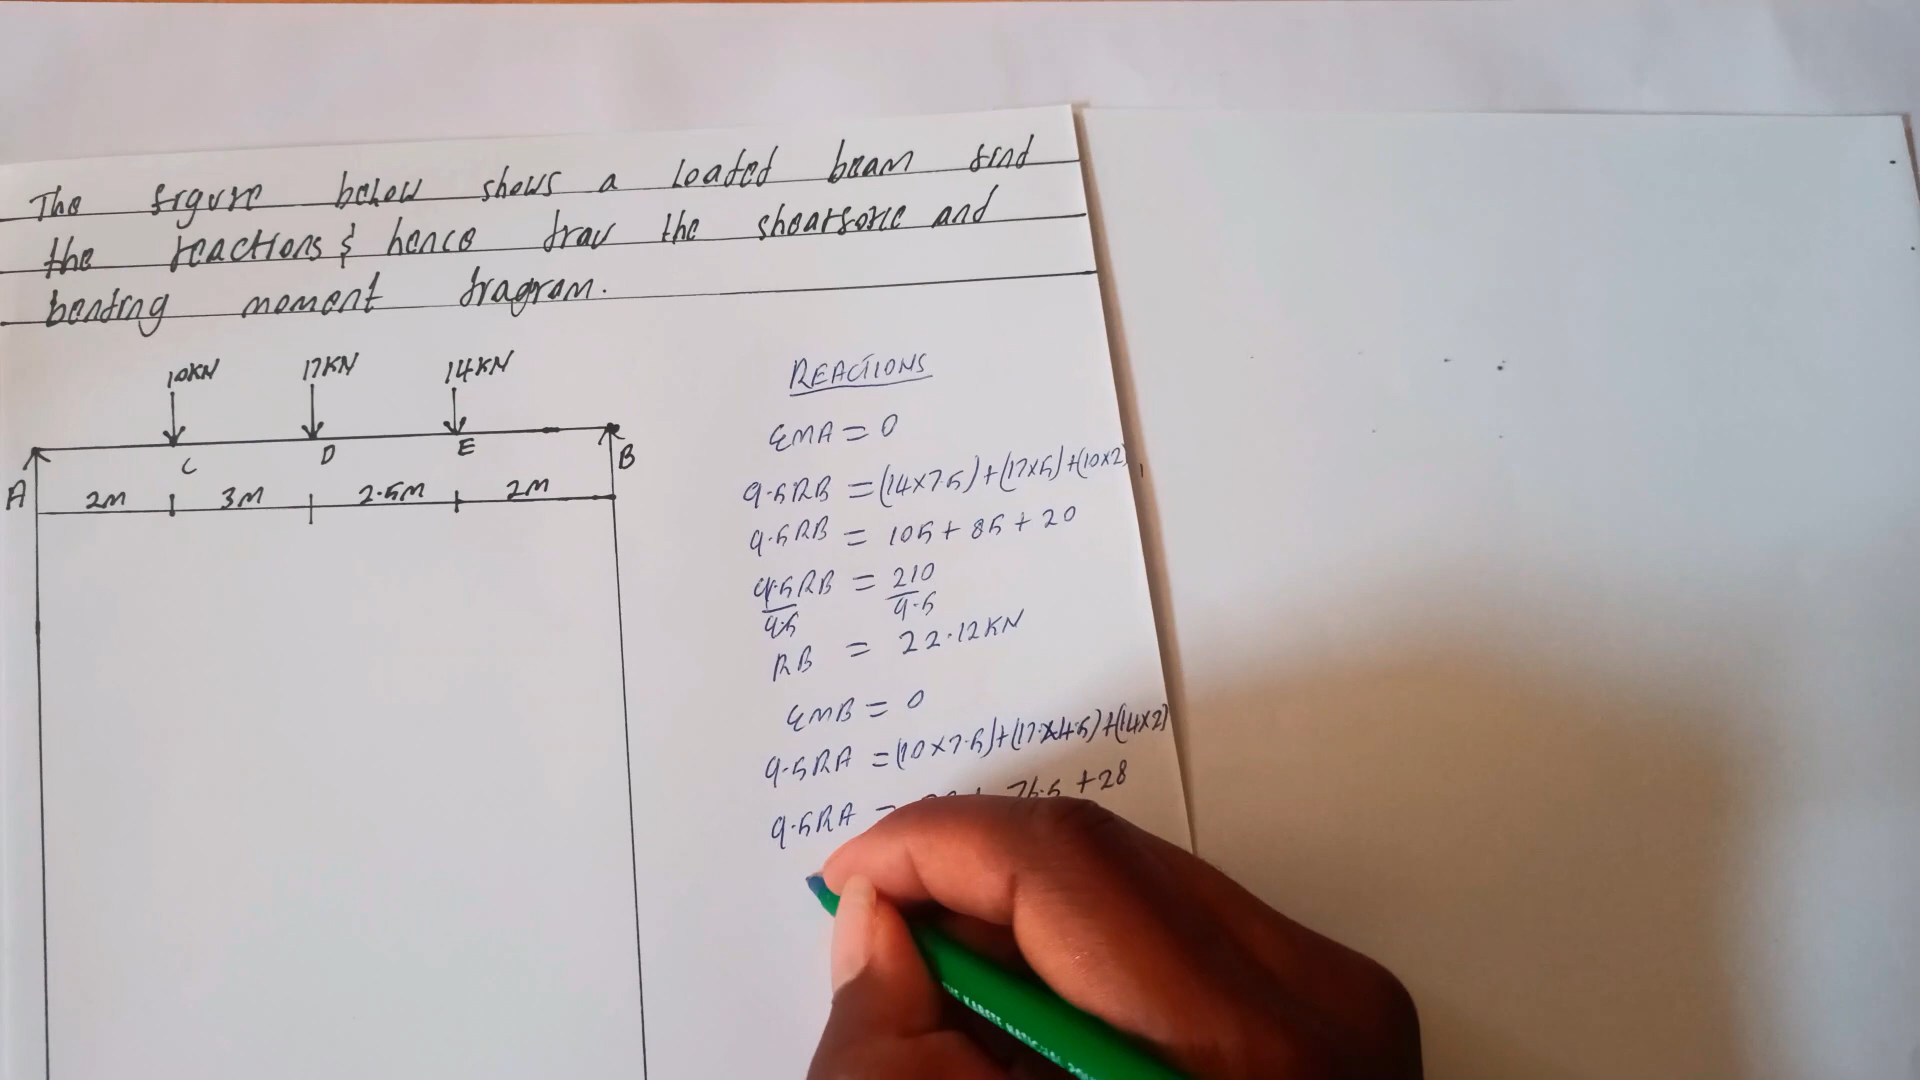 The figure below shows a loaded beam find
the reactions & hence draw the shearforce and
bending moment diagram.
10KN 17KN 14KN
A C D E B
2M 3M 2.5M 2M
REACTIONS
ΣMA = 0
9.5RB = (14×7.5)+(17×5)+(10×2)
9.5RB = 105 + 85 + 20
9.5RB = 210
9.5 9.5
RB = 22.12KN
ΣMB = 0
9.5RA = (10×7.5)+(17×4.5)+(14×2)
9.5RA = 76.5 + 28